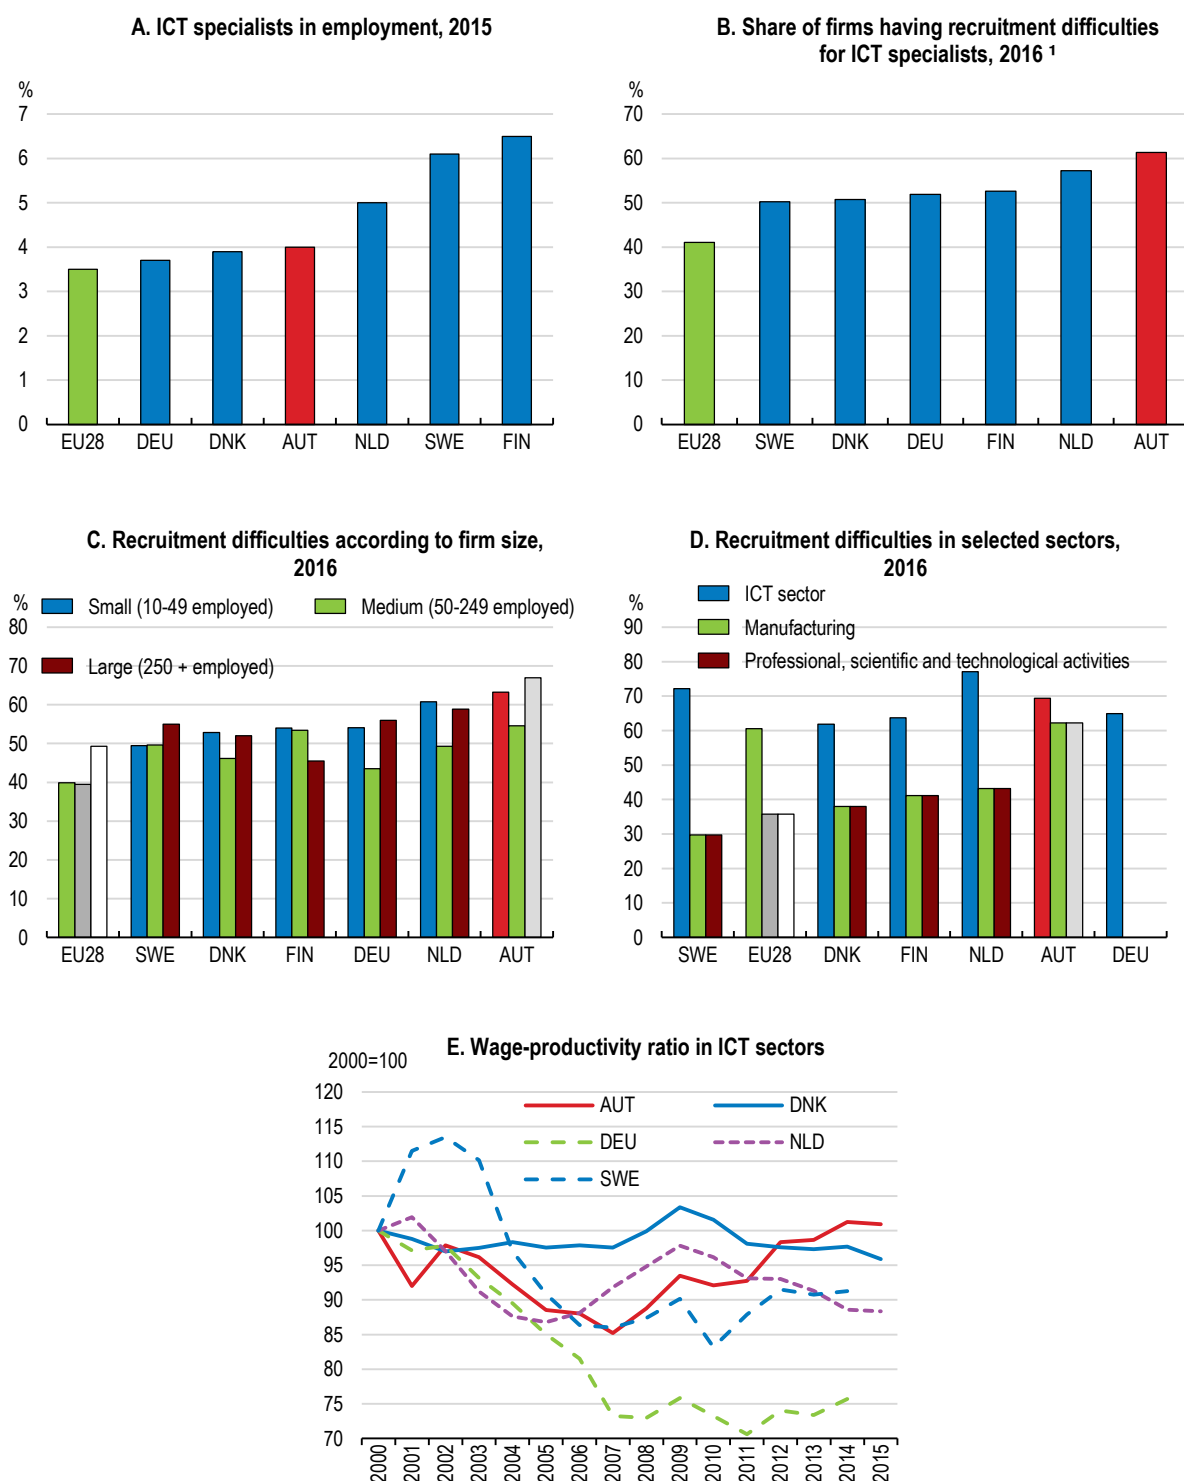 A. ICT specialists in employment, 2015
%
7
6
5
4
3
2
1
0
EU28 DEU DNK AUT NLD SWE FIN
B. Share of firms having recruitment difficulties
for ICT specialists, 2016 ¹
%
70
60
50
40
30
20
10
0
EU28 SWE DNK DEU FIN NLD AUT
C. Recruitment difficulties according to firm size,
2016
%
Small (10-49 employed) Medium (50-249 employed)
Large (250 + employed)
80
70
60
50
40
30
20
10
0
EU28 SWE DNK FIN DEU NLD AUT
D. Recruitment difficulties in selected sectors,
2016
%
ICT sector
Manufacturing
Professional, scientific and technological activities
90
80
70
60
50
40
30
20
10
0
SWE EU28 DNK FIN NLD AUT DEU
E. Wage-productivity ratio in ICT sectors
2000=100
AUT DNK
DEU NLD
SWE
120
115
110
105
100
95
90
85
80
75
70
2000 2001 2002 2003 2004 2005 2006 2007 2008 2009 2010 2011 2012 2013 2014 2015